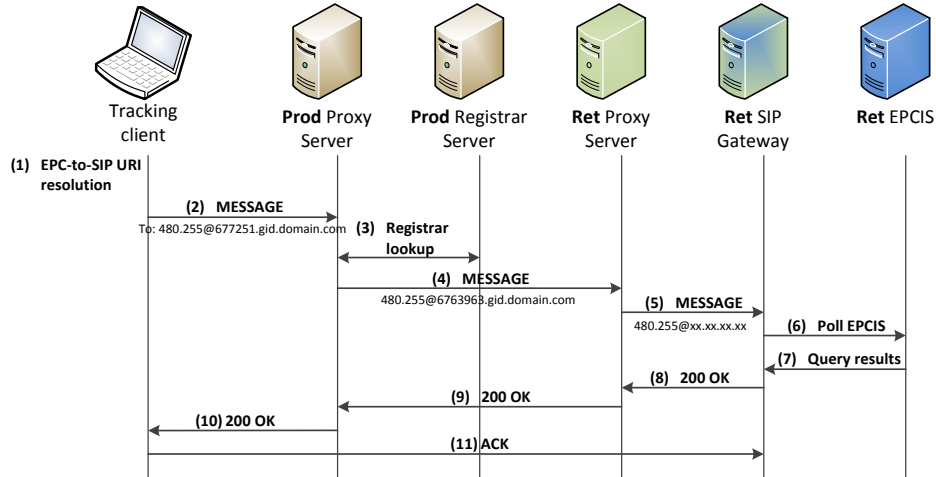 Tracking
client
Prod Proxy
Server
Prod Registrar
Server
Ret Proxy
Server
Ret SIP
Gateway
Ret EPCIS
(1) EPC-to-SIP URI
resolution
(2) MESSAGE
To: 480.255@677251.gid.domain.com
(3) Registrar
lookup
(4) MESSAGE
480.255@6763963.gid.domain.com
(5) MESSAGE
480.255@xx.xx.xx.xx
(6) Poll EPCIS
(7) Query results
(8) 200 OK
(9) 200 OK
(10) 200 OK
(11) ACK